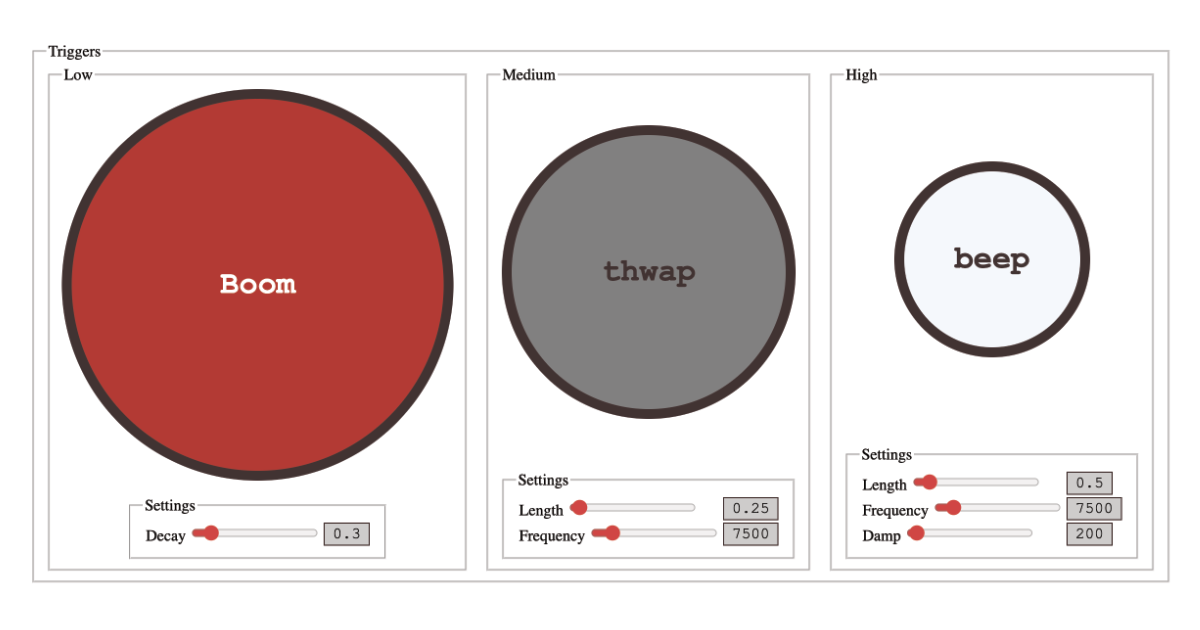 Triggers
Low
Boom
Settings
Decay 0.3
Medium
thwap
Settings
Length 0.25
Frequency 7500
High
beep
Settings
Length 0.5
Frequency 7500
Damp 200